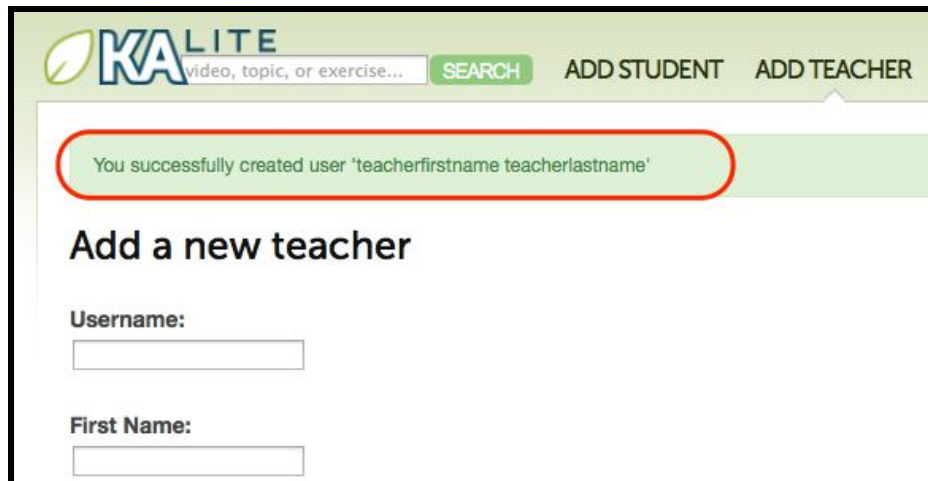 KA LITE
video, topic, or exercise... SEARCH ADD STUDENT ADD TEACHER
You successfully created user 'teacherfirstname teacherlastname'
Add a new teacher
Username:
First Name: